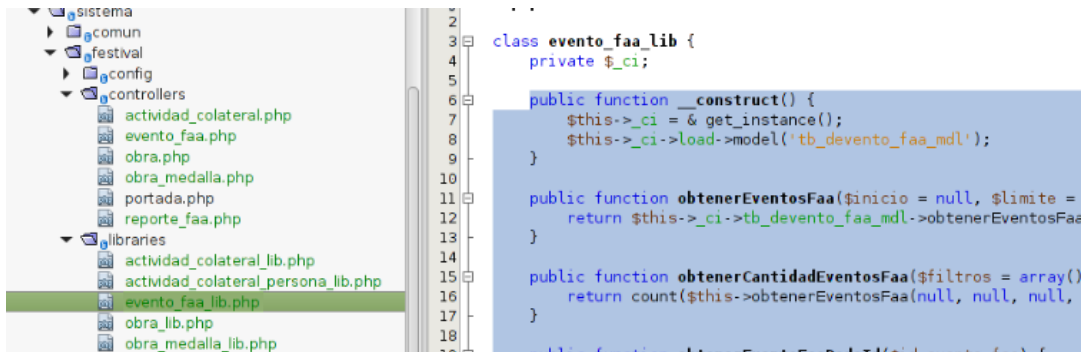 sistema
comun
festival
config
controllers
actividad_colateral.php
evento_faa.php
obra.php
obra_medalla.php
portada.php
reporte_faa.php
libraries
actividad_colateral_lib.php
actividad_colateral_persona_lib.php
evento_faa_lib.php
obra_lib.php
obra_medalla_lib.php
2
3 class evento_faa_lib {
4 private $_ci;
5
6 public function __construct() {
7 $this->_ci = & get_instance();
8 $this->_ci->load->model('tb_devento_faa_mdl');
9 }
10
11 public function obtenerEventosFaa($inicio = null, $limite =
12 return $this->_ci->tb_devento_faa_mdl->obtenerEventosFaa
13 }
14
15 public function obtenerCantidadEventosFaa($filtros = array()
16 return count($this->obtenerEventosFaa(null, null, null,
17 }
18